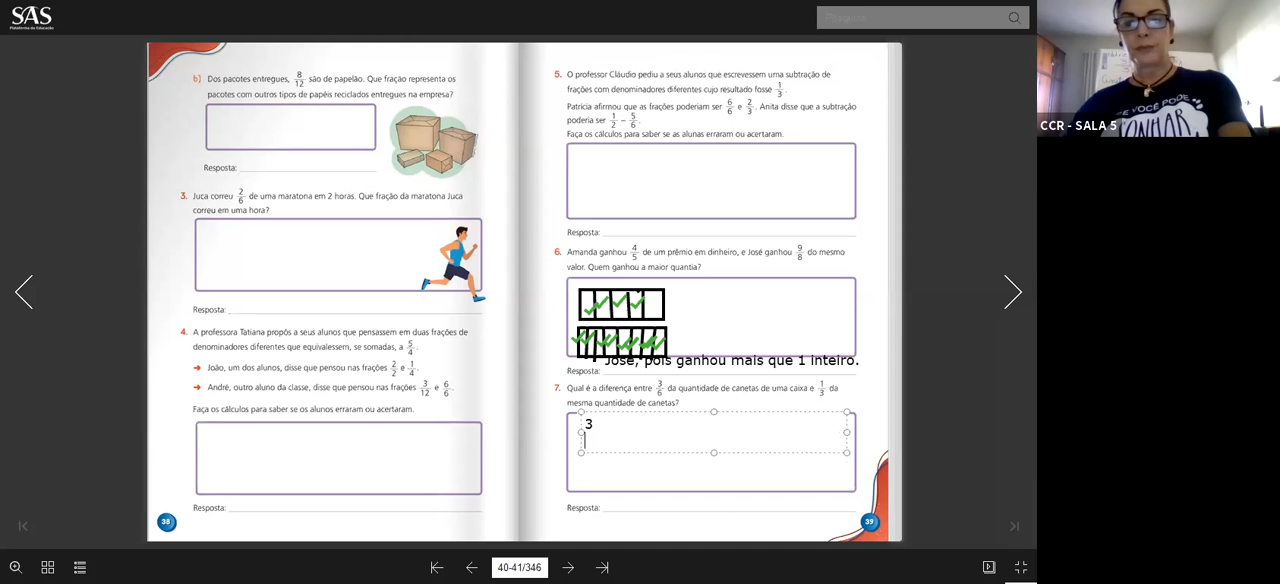 SAS
Plataforma de Educação
Pesquisar
b) Dos pacotes entregues, 8/12 são de papelão. Que fração representa os
pacotes com outros tipos de papéis reciclados entregues na empresa?
Resposta:
3. Juca correu 2/6 de uma maratona em 2 horas. Que fração da maratona Juca
correu em uma hora?
Resposta:
4. A professora Tatiana propôs a seus alunos que pensassem em duas frações de
denominadores diferentes que equivalessem, se somadas, a 5/4.
➜ João, um dos alunos, disse que pensou nas frações 2/2 e 1/4.
➜ André, outro aluno da classe, disse que pensou nas frações 3/12 e 6/6.
Faça os cálculos para saber se os alunos erraram ou acertaram.
Resposta:
38
5. O professor Cláudio pediu a seus alunos que escrevessem uma subtração de
frações com denominadores diferentes cujo resultado fosse 1/3.
Patrícia afirmou que as frações poderiam ser 6/6 e 2/3. Anita disse que a subtração
poderia ser 1/2 – 5/6.
Faça os cálculos para saber se as alunas erraram ou acertaram.
Resposta:
6. Amanda ganhou 4/5 de um prêmio em dinheiro, e José ganhou 9/8 do mesmo
valor. Quem ganhou a maior quantia?
José, pois ganhou mais que 1 inteiro.
Resposta:
7. Qual é a diferença entre 3/6 da quantidade de canetas de uma caixa e 1/3 da
mesma quantidade de canetas?
3
Resposta:
39
40-41/346
CCR - SALA 5